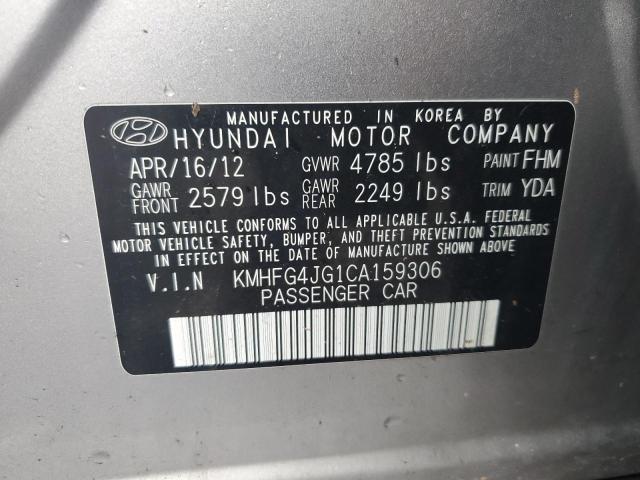 MANUFACTURED IN KOREA BY
HYUNDAI MOTOR COMPANY
APR/16/12 GVWR 4785 lbs PAINT FHM
GAWR FRONT 2579 lbs GAWR REAR 2249 lbs TRIM YDA
THIS VEHICLE CONFORMS TO ALL APPLICABLE U.S.A. FEDERAL
MOTOR VEHICLE SAFETY, BUMPER, AND THEFT PREVENTION STANDARDS
IN EFFECT ON THE DATE OF MANUFACTURE SHOWN ABOVE
V.I.N KMHFG4JG1CA159306
PASSENGER CAR